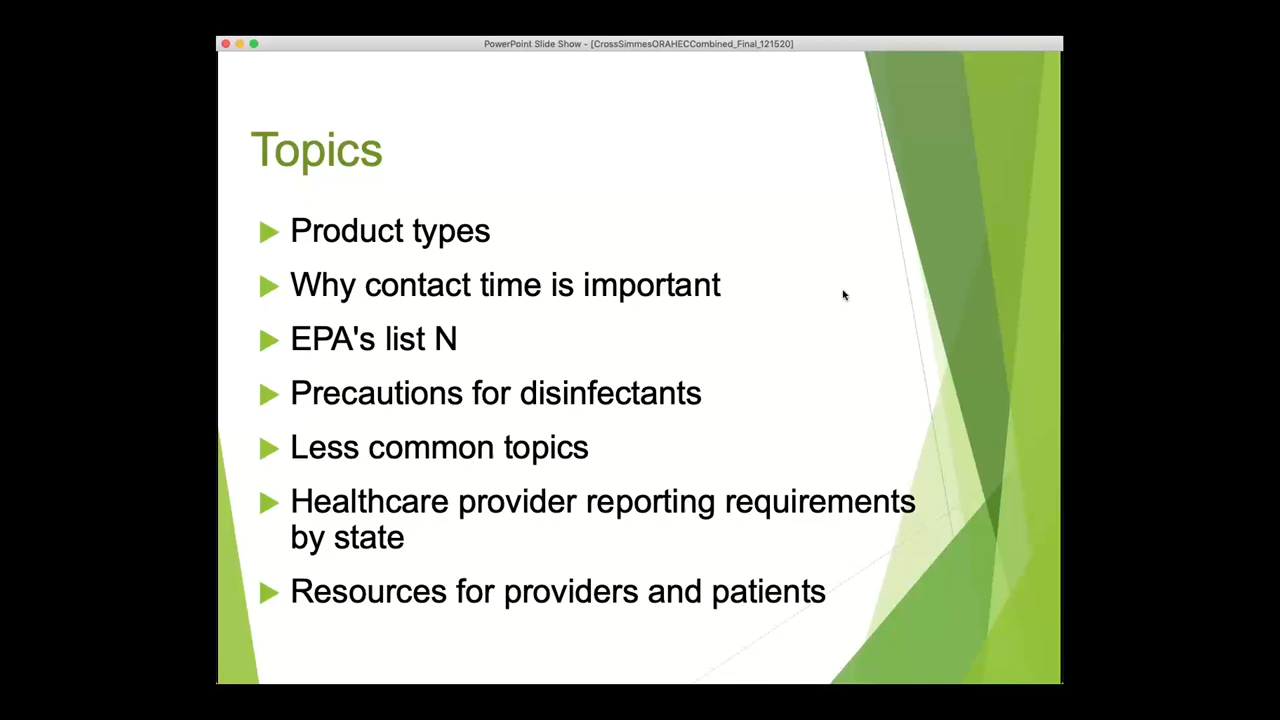 PowerPoint Slide Show - [CrossSimmesORAHECCombined_Final_121520]
Topics
Product types
Why contact time is important
EPA's list N
Precautions for disinfectants
Less common topics
Healthcare provider reporting requirements
by state
Resources for providers and patients